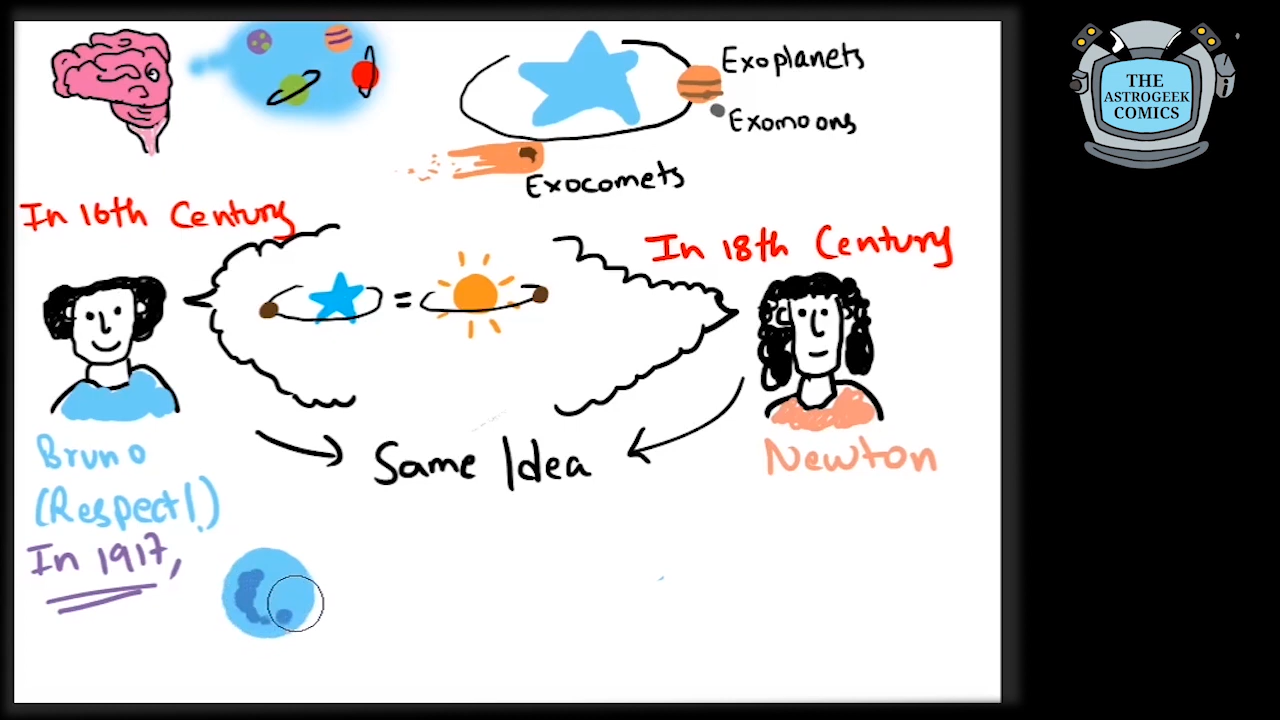 Exoplanets
Exomoons
Exocomets
In 16th Century
In 18th Century
=
Same Idea
Bruno
(Respect!)
Newton
In 1917,
THE
ASTROGEEK
COMICS